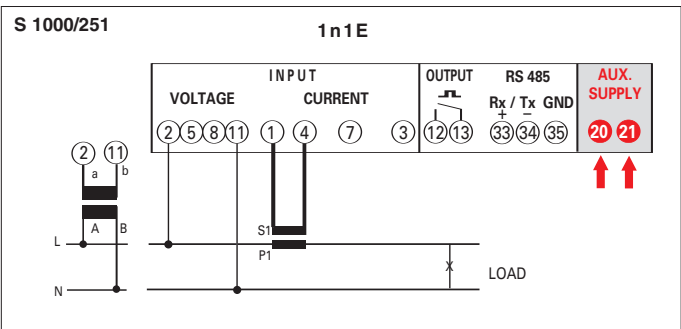 S 1000/251
1n1E
INPUT
OUTPUT
RS 485
AUX.
SUPPLY
VOLTAGE
CURRENT
Rx / Tx GND
+ −
2 5 8 11 1 4 7 3 12 13 33 34 35 20 21
2 11
a b
A B
S1
P1
L
X
LOAD
N